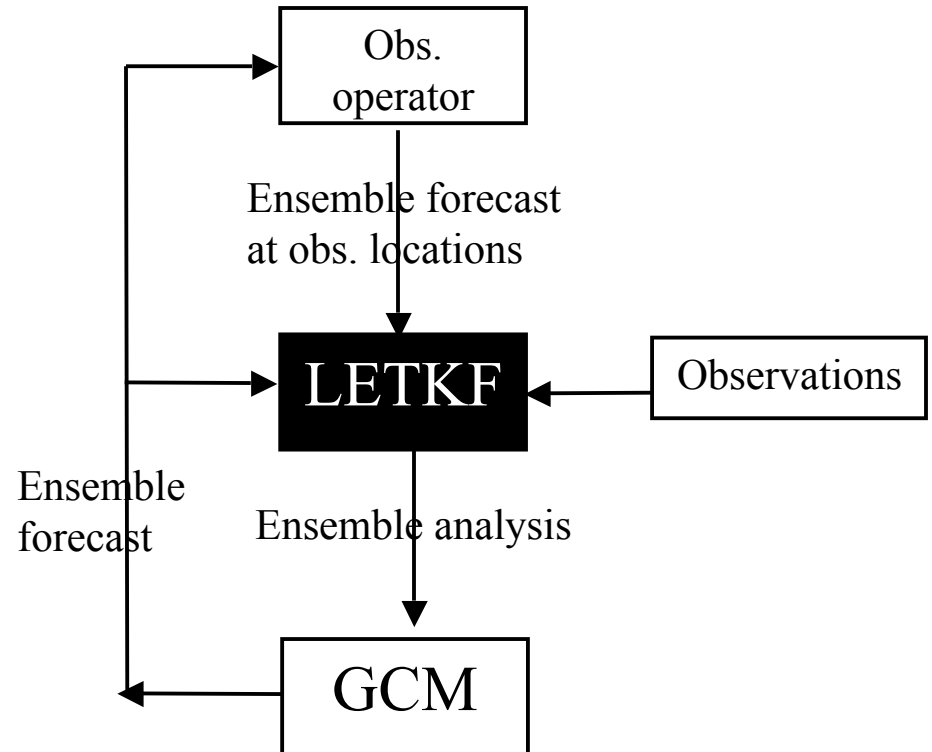 Obs.
operator
Ensemble forecast
at obs. locations
LETKF
Observations
Ensemble
forecast
Ensemble analysis
GCM